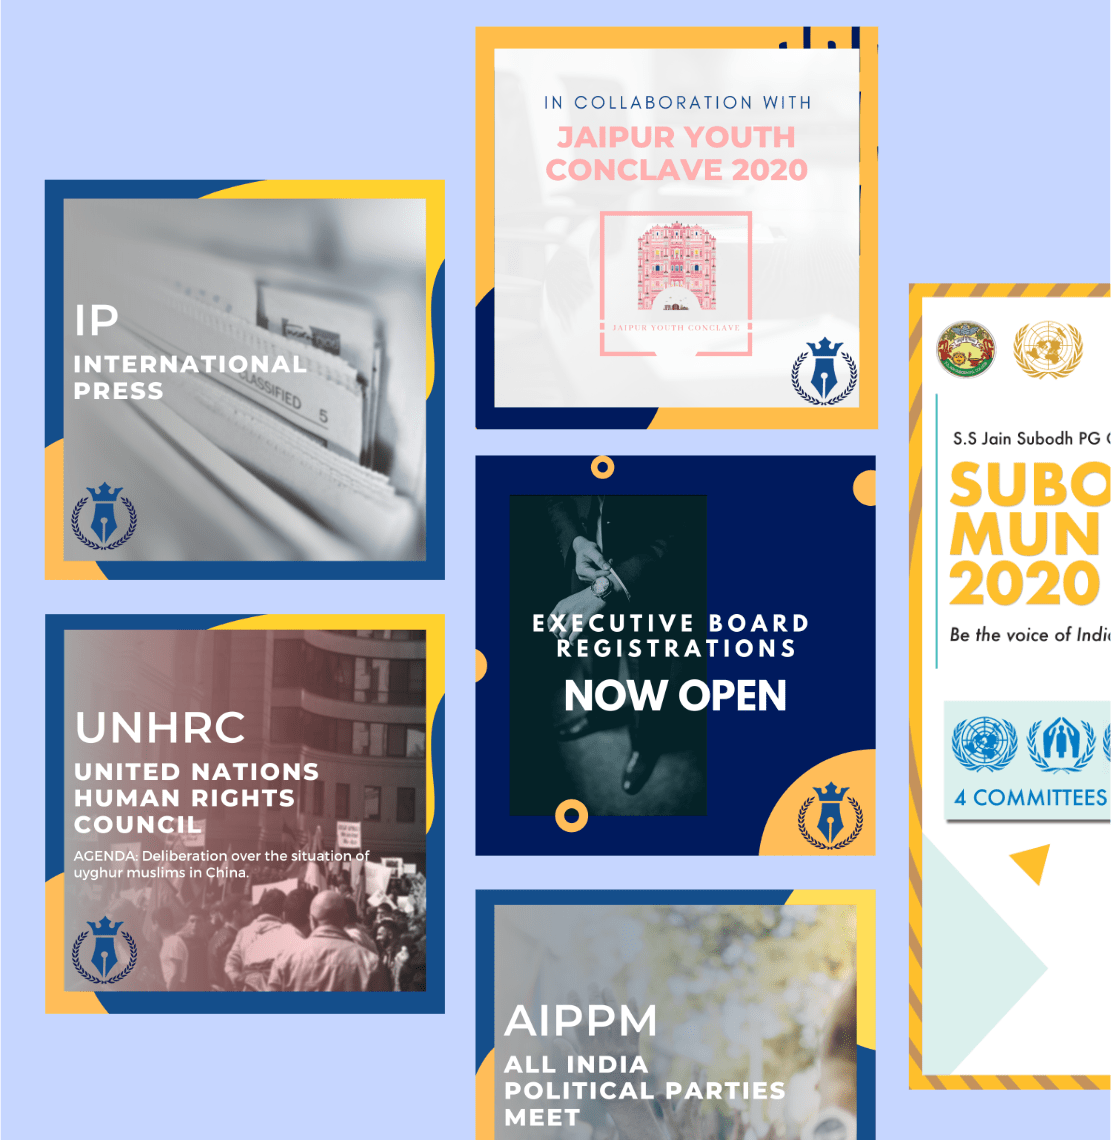 IP
INTERNATIONAL
PRESS
CLASSIFIED 5
UNHRC
UNITED NATIONS
HUMAN RIGHTS
COUNCIL
AGENDA: Deliberation over the situation of
uyghur muslims in China.
IN COLLABORATION WITH
JAIPUR YOUTH
CONCLAVE 2020
JAIPUR YOUTH CONCLAVE
EXECUTIVE BOARD
REGISTRATIONS
NOW OPEN
AIPPM
ALL INDIA
POLITICAL PARTIES
MEET
S.S Jain Subodh PG
SUBO
MUN
2020
Be the voice of Indi
4 COMMITTEES